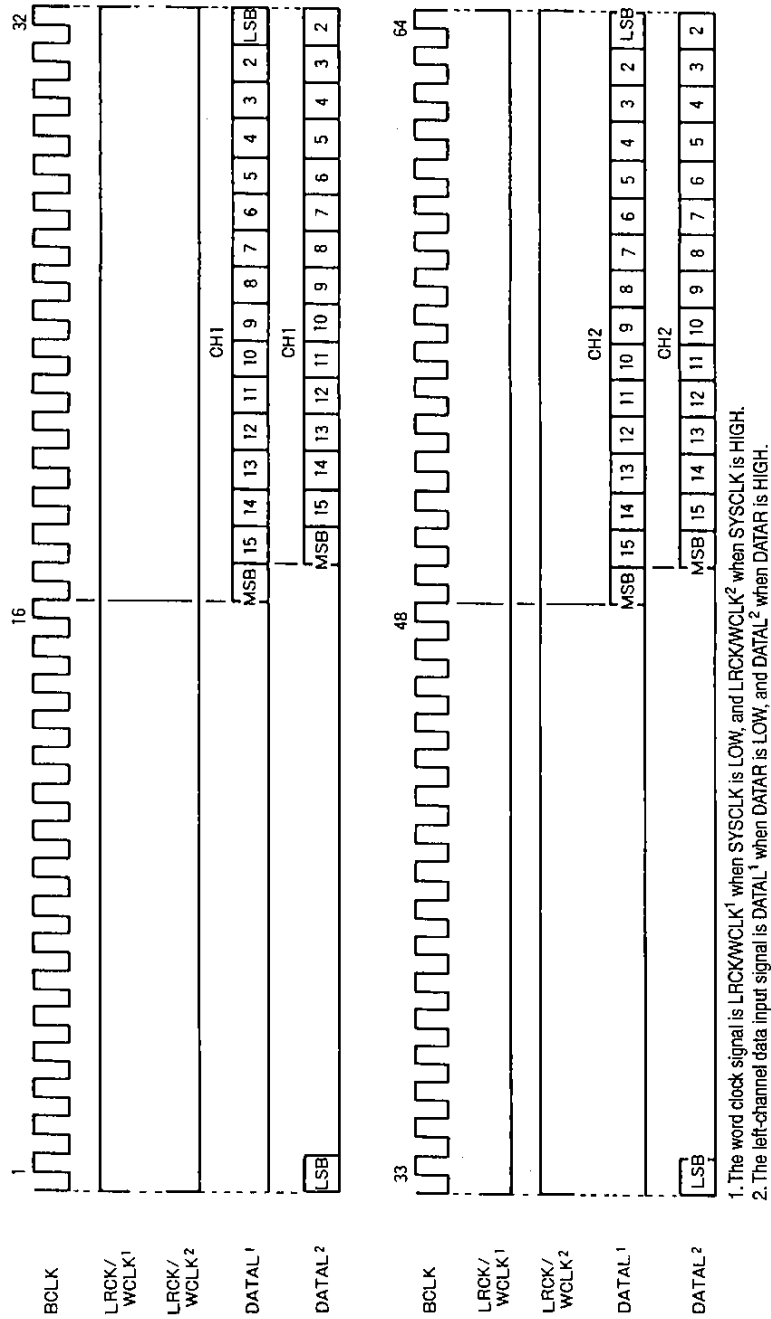 1 16 32
BCLK
LRCK/
WCLK¹
LRCK/
WCLK²
CH1
DATAL¹ MSB 15 14 13 12 11 10 9 8 7 6 5 4 3 2 LSB
CH1
DATAL² LSB MSB 15 14 13 12 11 10 9 8 7 6 5 4 3 2
33 48 64
BCLK
LRCK/
WCLK¹
LRCK/
WCLK²
CH2
DATAL¹ MSB 15 14 13 12 11 10 9 8 7 6 5 4 3 2 LSB
CH2
DATAL² LSB MSB 15 14 13 12 11 10 9 8 7 6 5 4 3 2
1. The word clock signal is LRCK/WCLK¹ when SYSCLK is LOW, and LRCK/WCLK² when SYSCLK is HIGH.
2. The left-channel data input signal is DATAL¹ when DATAR is LOW, and DATAL² when DATAR is HIGH.